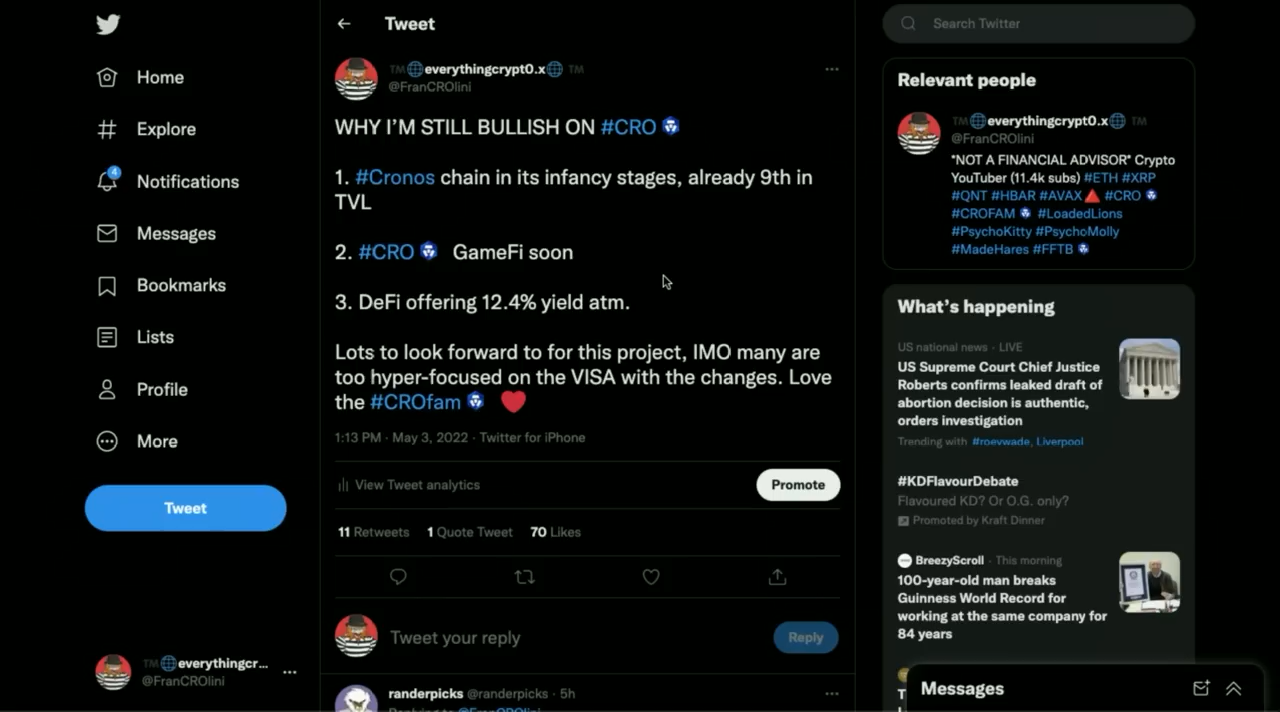 Home
Explore
4
Notifications
Messages
Bookmarks
Lists
Profile
More
Tweet
TM🌐everythingcr...
@FranCROlini
Tweet
TM🌐everythingcrypt0.x🌐 TM
@FranCROlini
WHY I'M STILL BULLISH ON #CRO
1. #Cronos chain in its infancy stages, already 9th in
TVL
2. #CRO GameFi soon
3. DeFi offering 12.4% yield atm.
Lots to look forward to for this project, IMO many are
too hyper-focused on the VISA with the changes. Love
the #CROfam ❤️
1:13 PM · May 3, 2022 · Twitter for iPhone
View Tweet analytics
Promote
11 Retweets 1 Quote Tweet 70 Likes
Tweet your reply
Reply
randerpicks @randerpicks · 5h
Replying to @FranCROlini
Search Twitter
Relevant people
TM🌐everythingcrypt0.x🌐 TM
@FranCROlini
"NOT A FINANCIAL ADVISOR" Crypto
YouTuber (11.4k subs) #ETH #XRP
#QNT #HBAR #AVAX🔺 #CRO
#CROFAM #LoadedLions
#PsychoKitty #PsychoMolly
#MadeHares #FFTB
What's happening
US national news · LIVE
US Supreme Court Chief Justice
Roberts confirms leaked draft of
abortion decision is authentic,
orders investigation
Trending with #roevwade, Liverpool
#KDFlavourDebate
Flavoured KD? Or O.G. only?
Promoted by Kraft Dinner
BreezyScroll · This morning
100-year-old man breaks
Guinness World Record for
working at the same company for
84 years
Messages